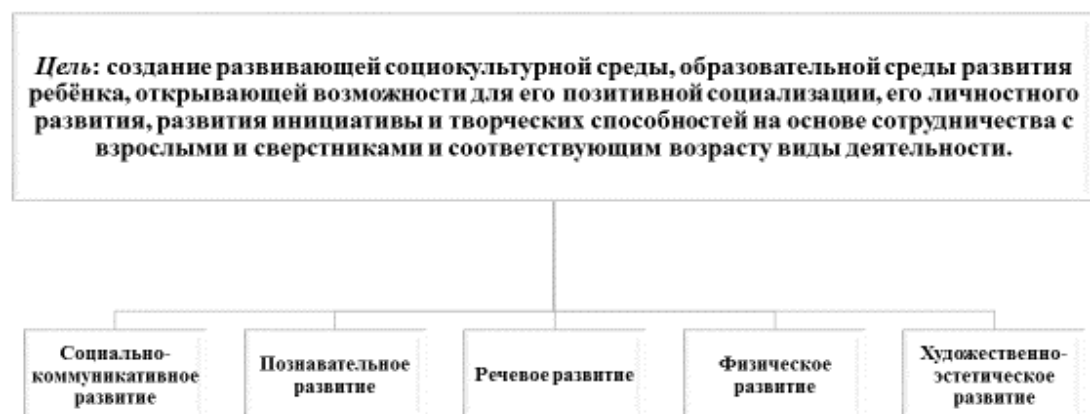 Цель: создание развивающей социокультурной среды, образовательной среды развития
ребёнка, открывающей возможности для его позитивной социализации, его личностного
развития, развития инициативы и творческих способностей на основе сотрудничества с
взрослыми и сверстниками и соответствующим возрасту виды деятельности.
Социально-
коммуникативное
развитие
Познавательное
развитие
Речевое развитие
Физическое
развитие
Художественно-
эстетическое
развитие